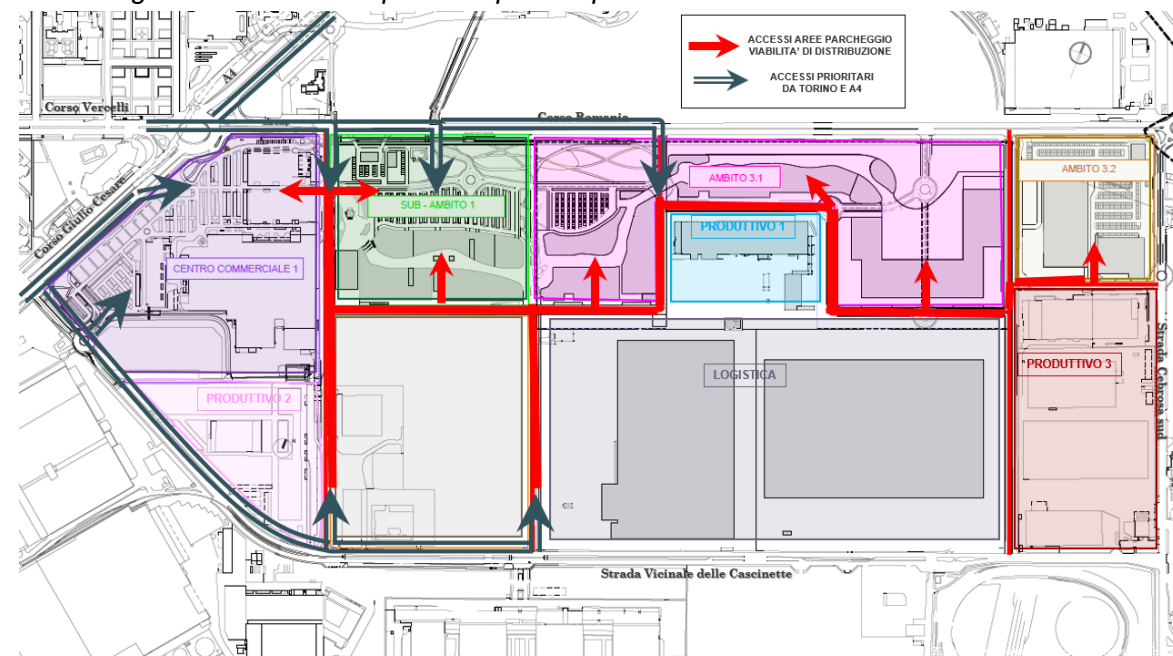 ACCESSI AREE PARCHEGGIO
VIABILITA' DI DISTRIBUZIONE
ACCESSI PRIORITARI
DA TORINO E A4
A4
Corso Vercelli
Corso Romania
Corso Giulio Cesare
AMBITO 3.1
AMBITO 3.2
SUB - AMBITO 1
PRODUTTIVO 1
CENTRO COMMERCIALE 1
LOGISTICA
PRODUTTIVO 3
PRODUTTIVO 2
Strada Cebrosa sud
Strada Vicinale delle Cascinette